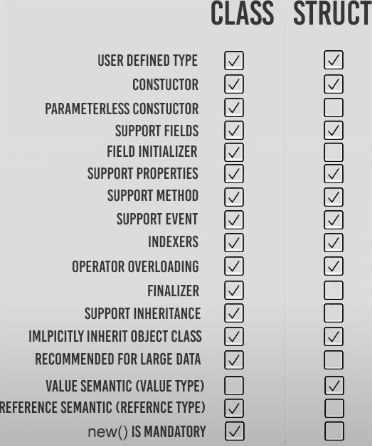 CLASS STRUCT
USER DEFINED TYPE
CONSTUCTOR
PARAMETERLESS CONSTUCTOR
SUPPORT FIELDS
FIELD INITIALIZER
SUPPORT PROPERTIES
SUPPORT METHOD
SUPPORT EVENT
INDEXERS
OPERATOR OVERLOADING
FINALIZER
SUPPORT INHERITANCE
IMLPICITLY INHERIT OBJECT CLASS
RECOMMENDED FOR LARGE DATA
VALUE SEMANTIC (VALUE TYPE)
REFERENCE SEMANTIC (REFERNCE TYPE)
new() IS MANDATORY